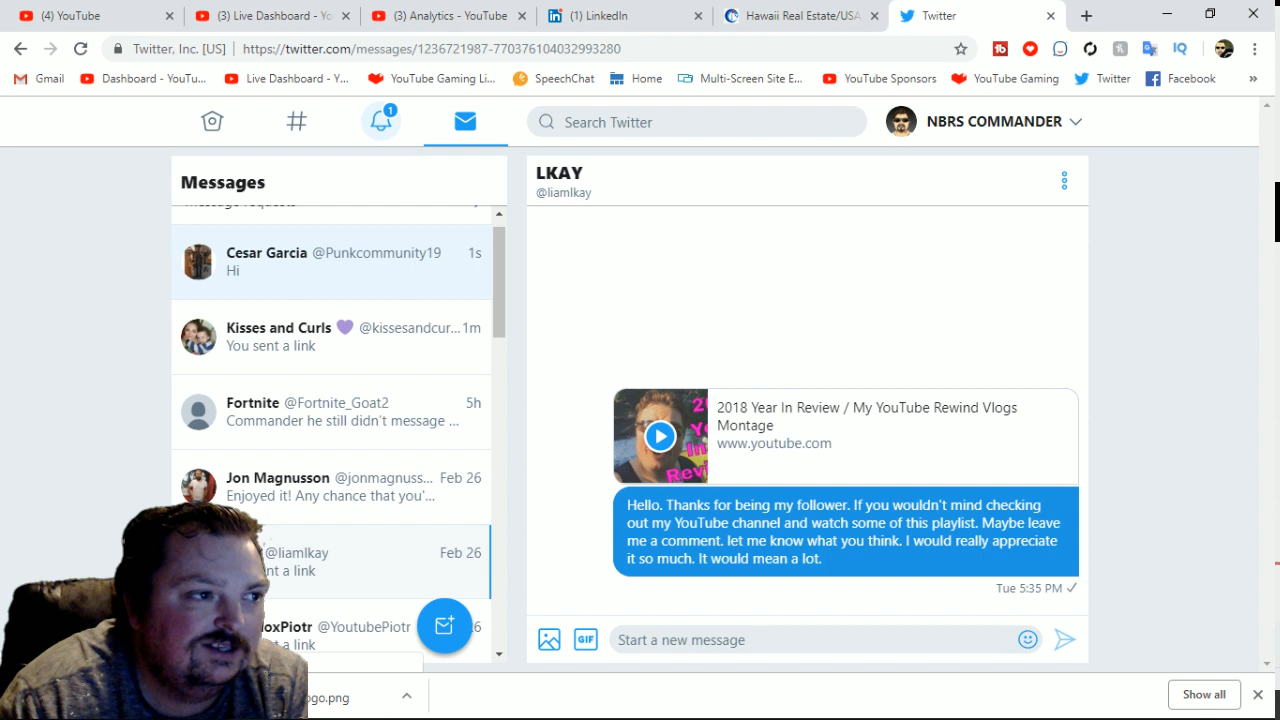 (4) YouTube
(3) Live Dashboard - Yo
(3) Analytics - YouTube
(1) LinkedIn
Hawaii Real Estate/USA
Twitter
Twitter, Inc. [US]
https://twitter.com/messages/1236721987-770376104032993280
Gmail
Dashboard - YouTu...
Live Dashboard - Y...
YouTube Gaming Li...
SpeechChat
Home
Multi-Screen Site E...
YouTube Sponsors
YouTube Gaming
Twitter
Facebook
IQ
1
Search Twitter
NBRS COMMANDER
Messages
LKAY
@liamlkay
Message requests
Cesar Garcia @Punkcommunity19 1s
Hi
Kisses and Curls 💜 @kissesandcur... 1m
You sent a link
Fortnite @Fortnite_Goat2 5h
Commander he still didn't message ...
Jon Magnusson @jonmagnuss... Feb 26
Enjoyed it! Any chance that you'...
@liamlkay Feb 26
nt a link
oxPiotr @YoutubePiotr 26
t a link
2018 Year In Review / My YouTube Rewind Vlogs
Montage
www.youtube.com
Hello. Thanks for being my follower. If you wouldn't mind checking
out my YouTube channel and watch some of this playlist. Maybe leave
me a comment. let me know what you think. I would really appreciate
it so much. It would mean a lot.
Tue 5:35 PM
GIF
Start a new message
ogo.png
Show all